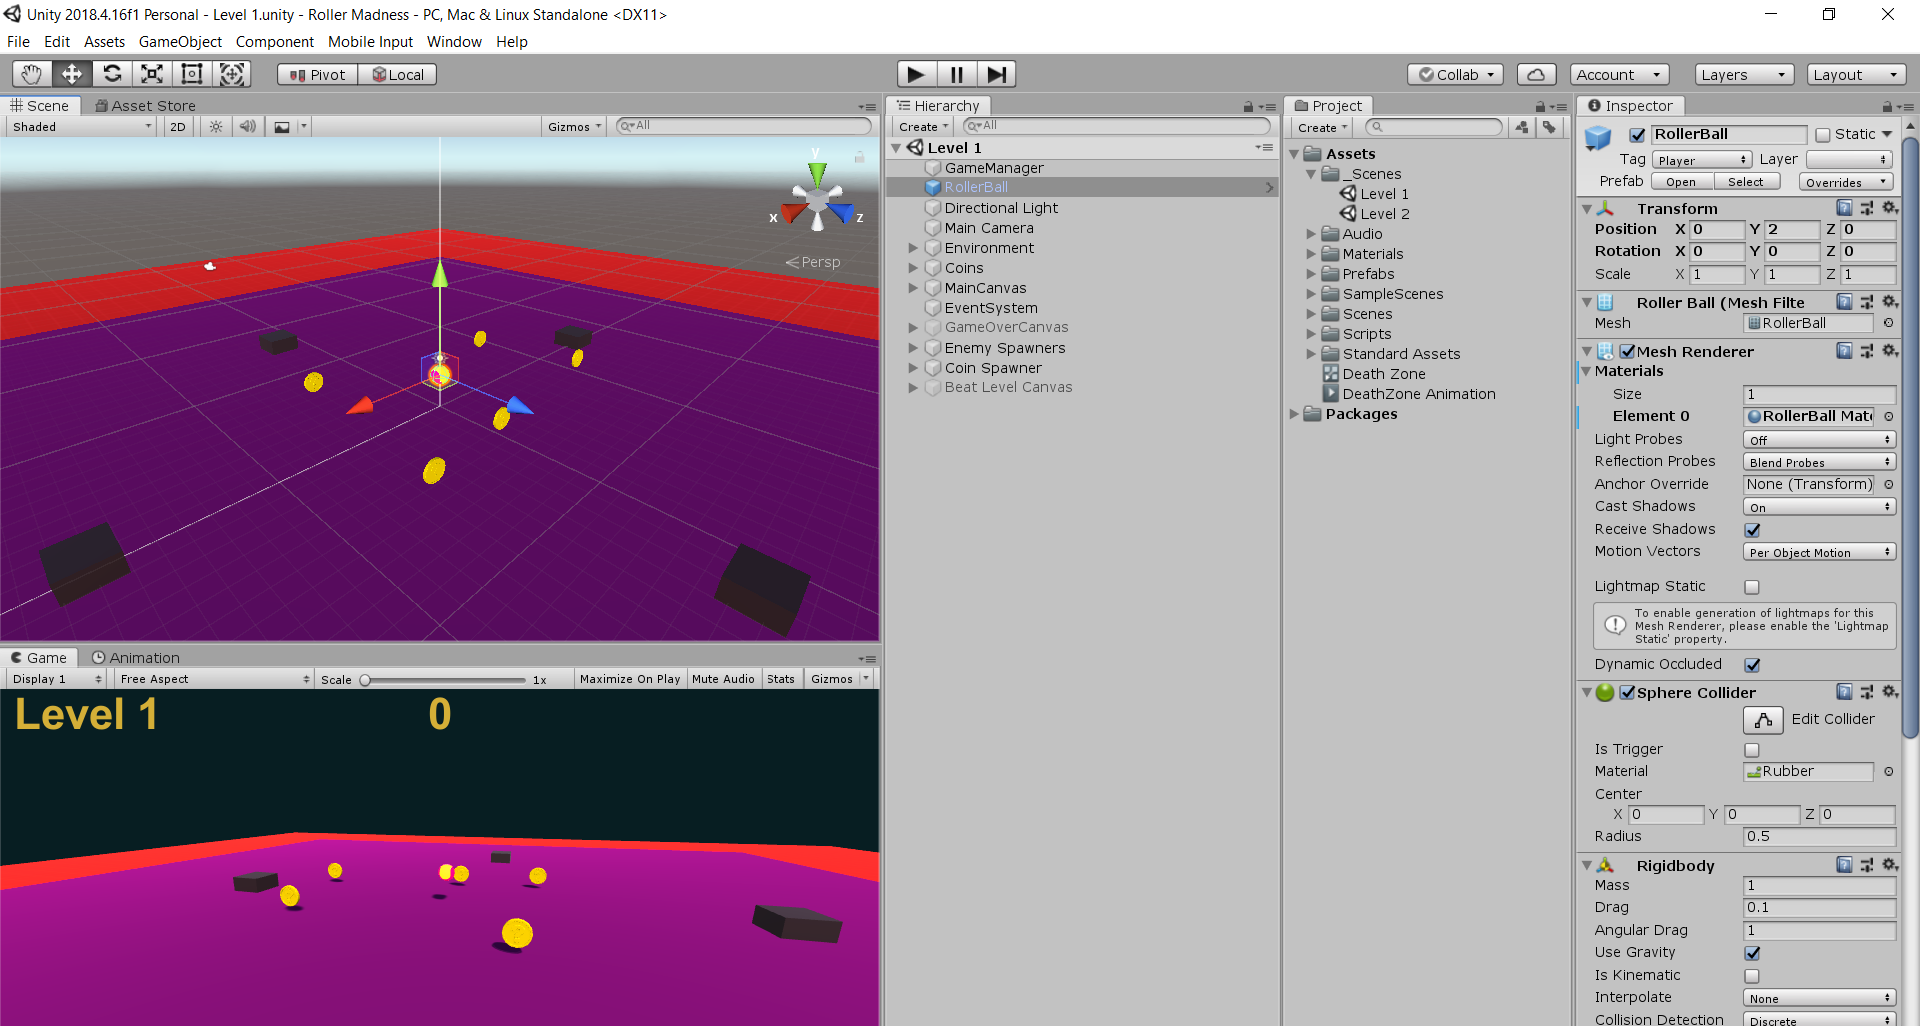 Unity 2018.4.16f1 Personal - Level 1.unity - Roller Madness - PC, Mac & Linux Standalone <DX11>
File Edit Assets GameObject Component Mobile Input Window Help
Pivot Local Collab Account Layers Layout
Scene Asset Store
Shaded 2D Gizmos All
y
x z
Persp
Game Animation
Display 1 Free Aspect Scale 1x Maximize On Play Mute Audio Stats Gizmos
Level 1 0
Hierarchy
Create All
Level 1
GameManager
RollerBall
Directional Light
Main Camera
Environment
Coins
MainCanvas
EventSystem
GameOverCanvas
Enemy Spawners
Coin Spawner
Beat Level Canvas
Project
Create
Assets
_Scenes
Level 1
Level 2
Audio
Materials
Prefabs
SampleScenes
Scenes
Scripts
Standard Assets
Death Zone
DeathZone Animation
Packages
Inspector
RollerBall Static
Tag Player Layer
Prefab Open Select Overrides
Transform
Position X 0 Y 2 Z 0
Rotation X 0 Y 0 Z 0
Scale X 1 Y 1 Z 1
Roller Ball (Mesh Filte
Mesh RollerBall
Mesh Renderer
Materials
Size 1
Element 0 RollerBall Mat
Light Probes Off
Reflection Probes Blend Probes
Anchor Override None (Transform)
Cast Shadows On
Receive Shadows
Motion Vectors Per Object Motion
Lightmap Static
To enable generation of lightmaps for this
Mesh Renderer, please enable the 'Lightmap
Static' property.
Dynamic Occluded
Sphere Collider
Edit Collider
Is Trigger
Material Rubber
Center
X 0 Y 0 Z 0
Radius 0.5
Rigidbody
Mass 1
Drag 0.1
Angular Drag 1
Use Gravity
Is Kinematic
Interpolate None
Collision Detection Discrete